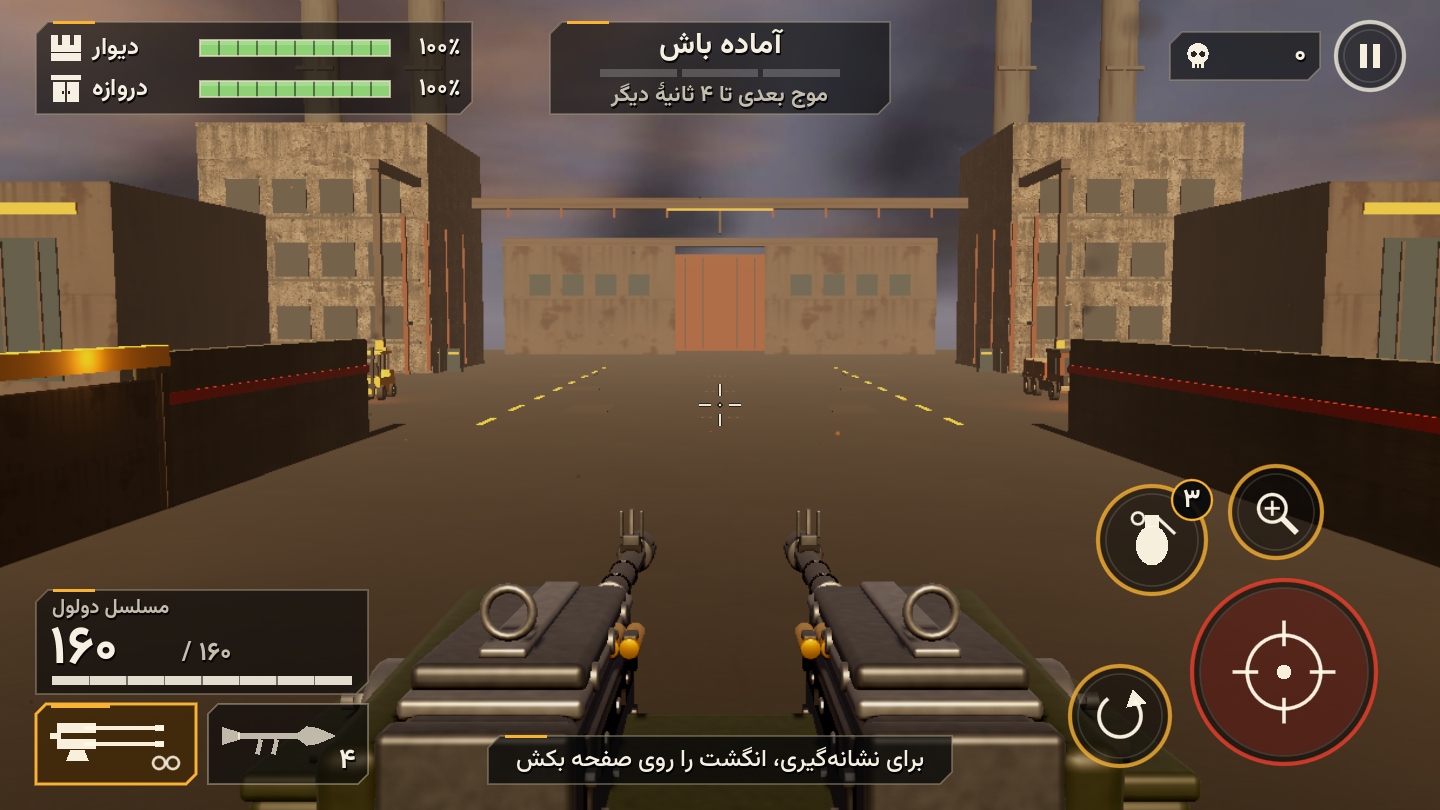 دیوار ۱۰۰٪
دروازه ۱۰۰٪
آماده باش
موج بعدی تا ۴ ثانیهٔ دیگر
۰
۳
مسلسل دولول
۱۶۰ / ۱۶۰
∞
۴
برای نشانه‌گیری، انگشت را روی صفحه بکش